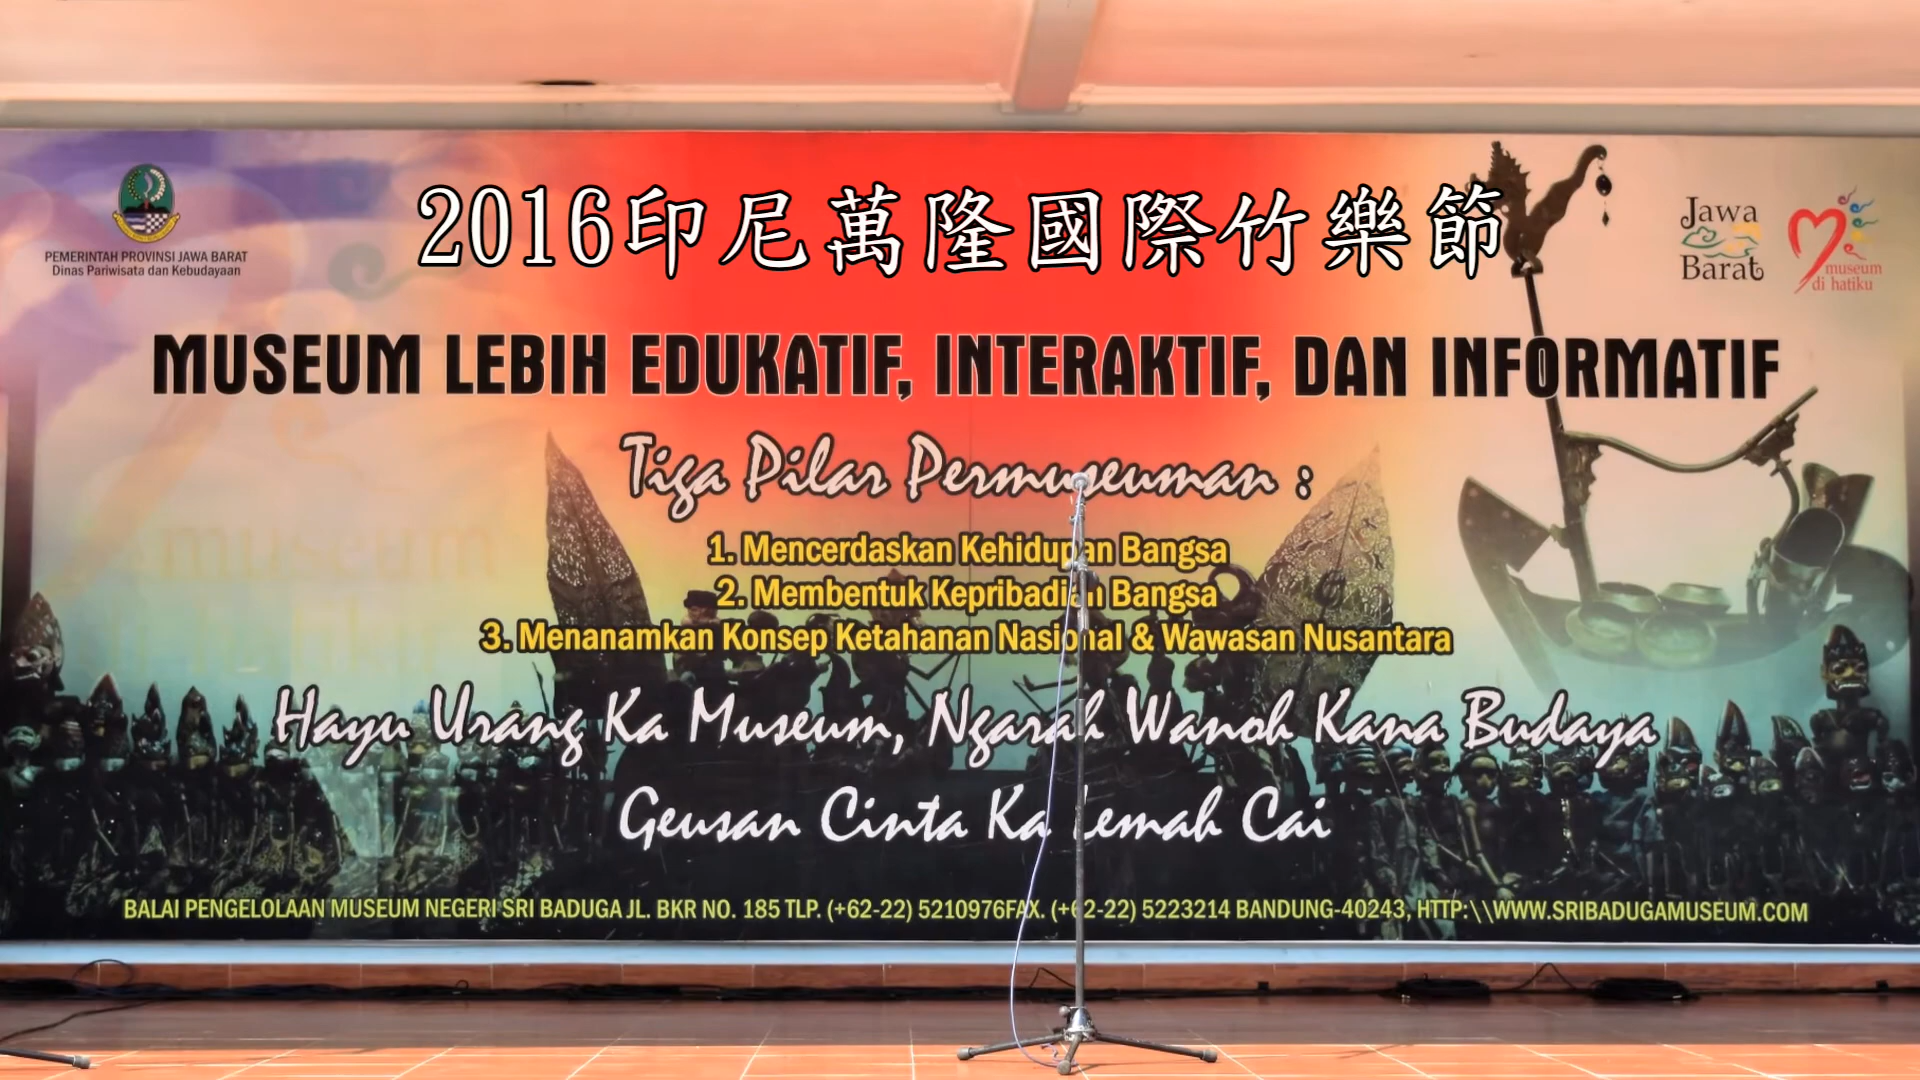 2016印尼萬隆國際竹樂節
PEMERINTAH PROVINSI JAWA BARAT
Dinas Pariwisata dan Kebudayaan
Jawa
Barat
museum
di hatiku
MUSEUM LEBIH EDUKATIF, INTERAKTIF, DAN INFORMATIF
Tiga Pilar Permuseuman :
museum
di hatiku
1. Mencerdaskan Kehidupan Bangsa
2. Membentuk Kepribadian Bangsa
3. Menanamkan Konsep Ketahanan Nasional & Wawasan Nusantara
Hayu Urang Ka Museum, Ngarah Wanoh Kana Budaya
Geusan Cinta Ka Lemah Cai
BALAI PENGELOLAAN MUSEUM NEGERI SRI BADUGA JL. BKR NO. 185 TLP. (+62-22) 5210976FAX. (+62-22) 5223214 BANDUNG-40243, HTTP:\\WWW.SRIBADUGAMUSEUM.COM